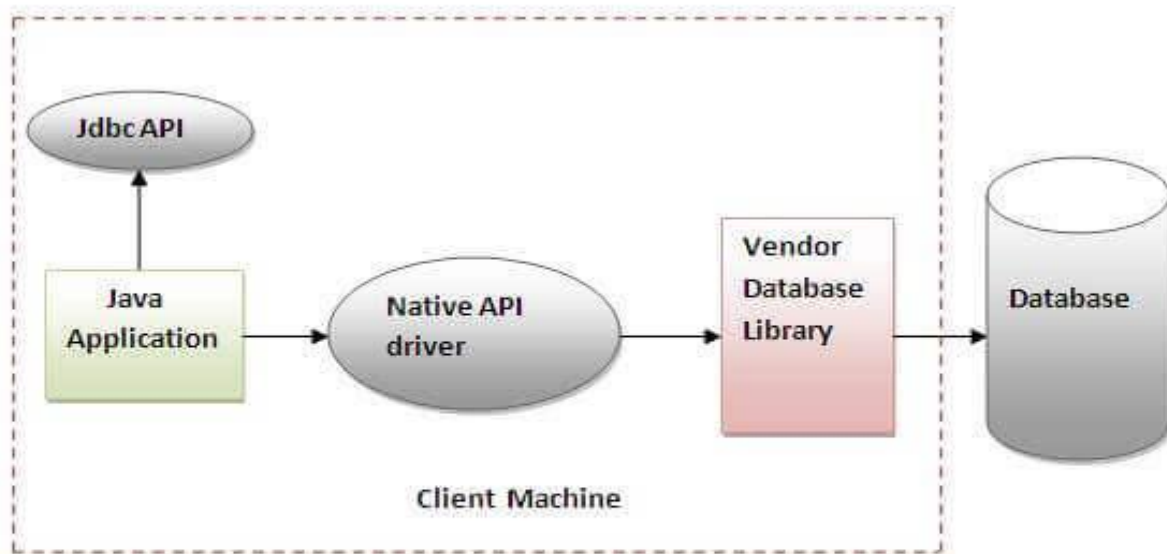 Jdbc API
Java
Application
Native API
driver
Vendor
Database
Library
Database
Client Machine